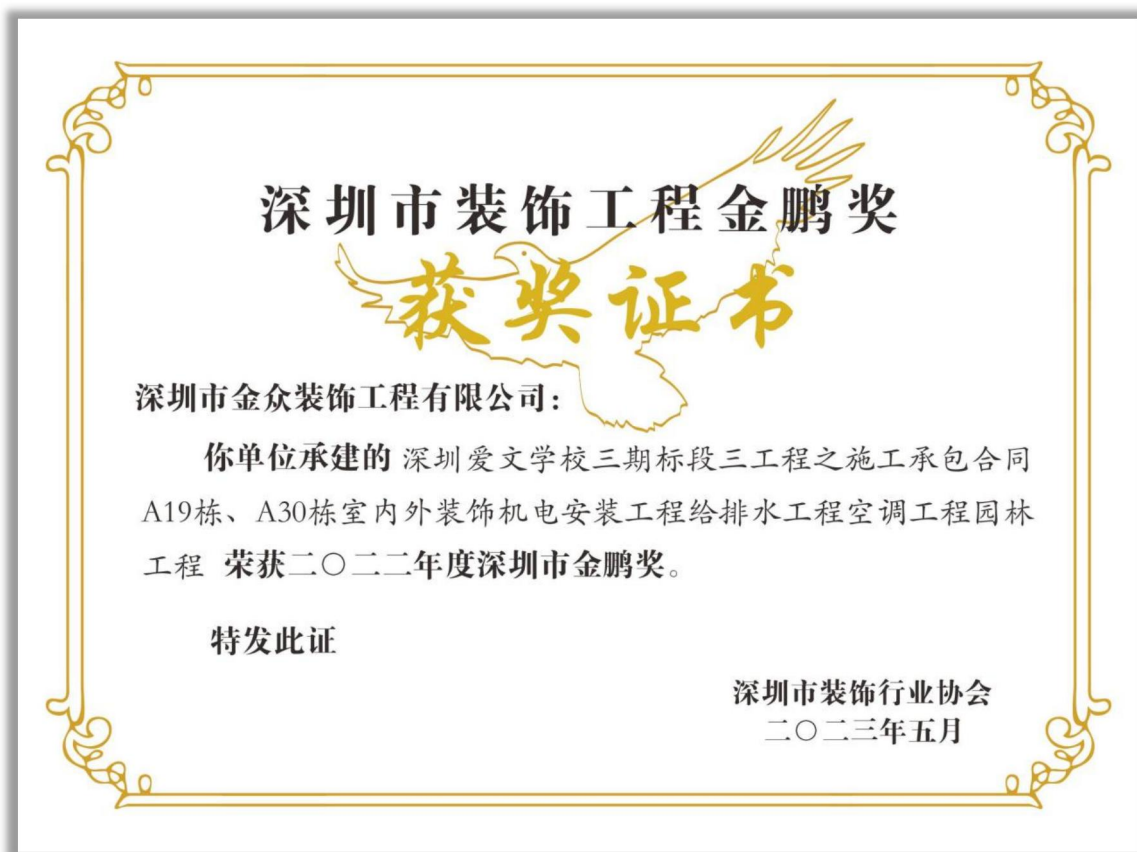 深圳市装饰工程金鹏奖
获奖证书
深圳市金众装饰工程有限公司：
你单位承建的 深圳爱文学校三期标段三工程之施工承包合同
A19栋、A30栋室内外装饰机电安装工程给排水工程空调工程园林
工程 荣获二〇二二年度深圳市金鹏奖。
特发此证
深圳市装饰行业协会
二〇二三年五月